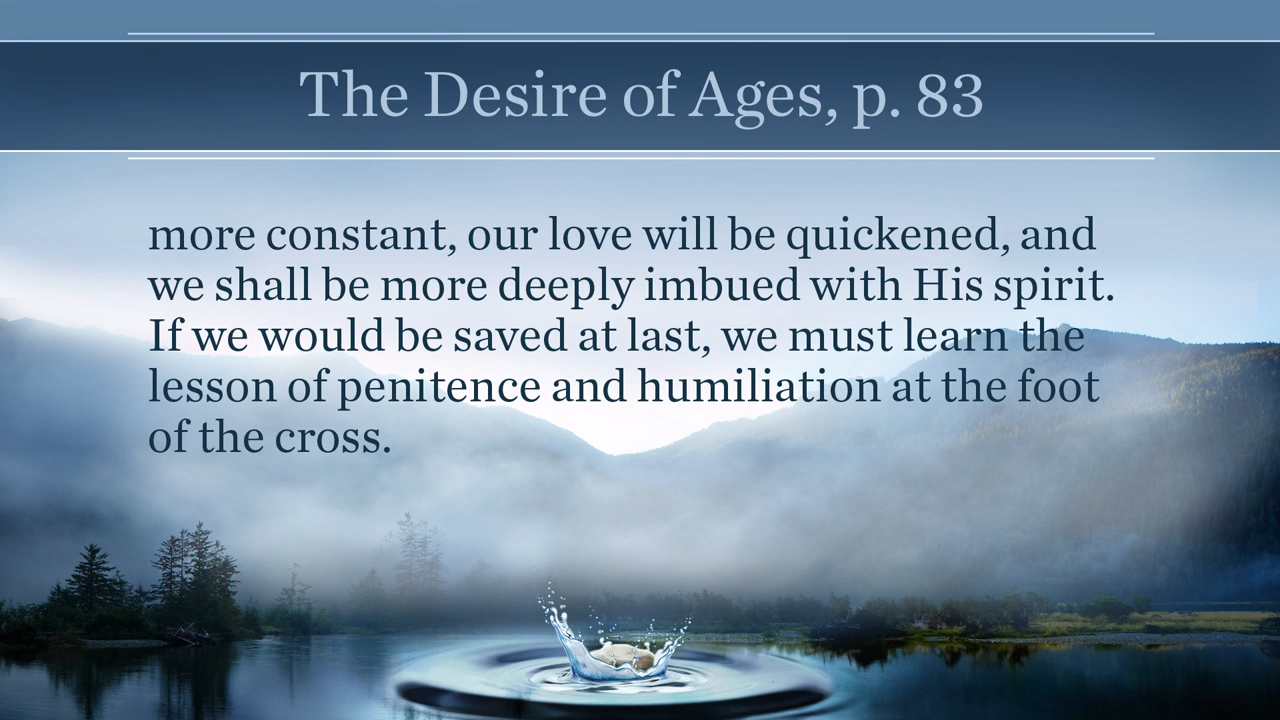 The Desire of Ages, p. 83
more constant, our love will be quickened, and
we shall be more deeply imbued with His spirit.
If we would be saved at last, we must learn the
lesson of penitence and humiliation at the foot
of the cross.